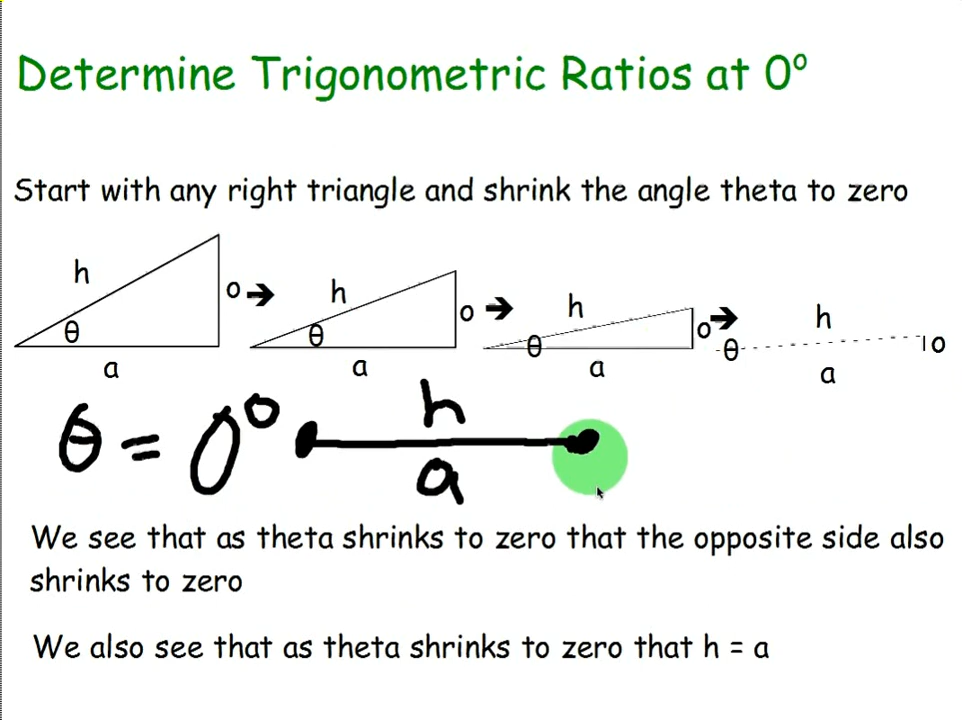 Determine Trigonometric Ratios at 0°
Start with any right triangle and shrink the angle theta to zero
h
θ
o
a
h
θ
o
a
h
θ
o
a
h
θ
o
a
θ = 0°
h
a
We see that as theta shrinks to zero that the opposite side also
shrinks to zero
We also see that as theta shrinks to zero that h = a